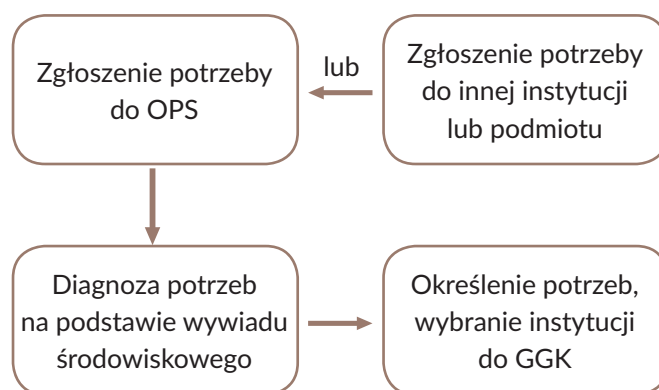 Zgłoszenie potrzeby
do OPS
lub
Zgłoszenie potrzeby
do innej instytucji
lub podmiotu
Diagnoza potrzeb
na podstawie wywiadu
środowiskowego
Określenie potrzeb,
wybranie instytucji
do GGK